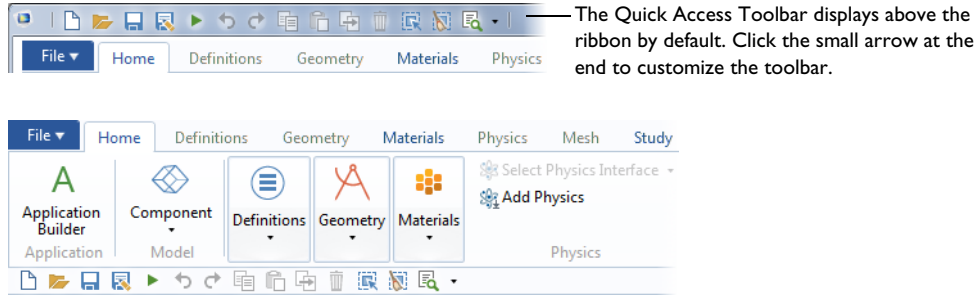 The Quick Access Toolbar displays above the
ribbon by default. Click the small arrow at the
end to customize the toolbar.
File Home Definitions Geometry Materials Physics
File Home Definitions Geometry Materials Physics Mesh Study
Select Physics Interface
Add Physics
Application Builder
Component
Definitions
Geometry
Materials
Application
Model
Physics